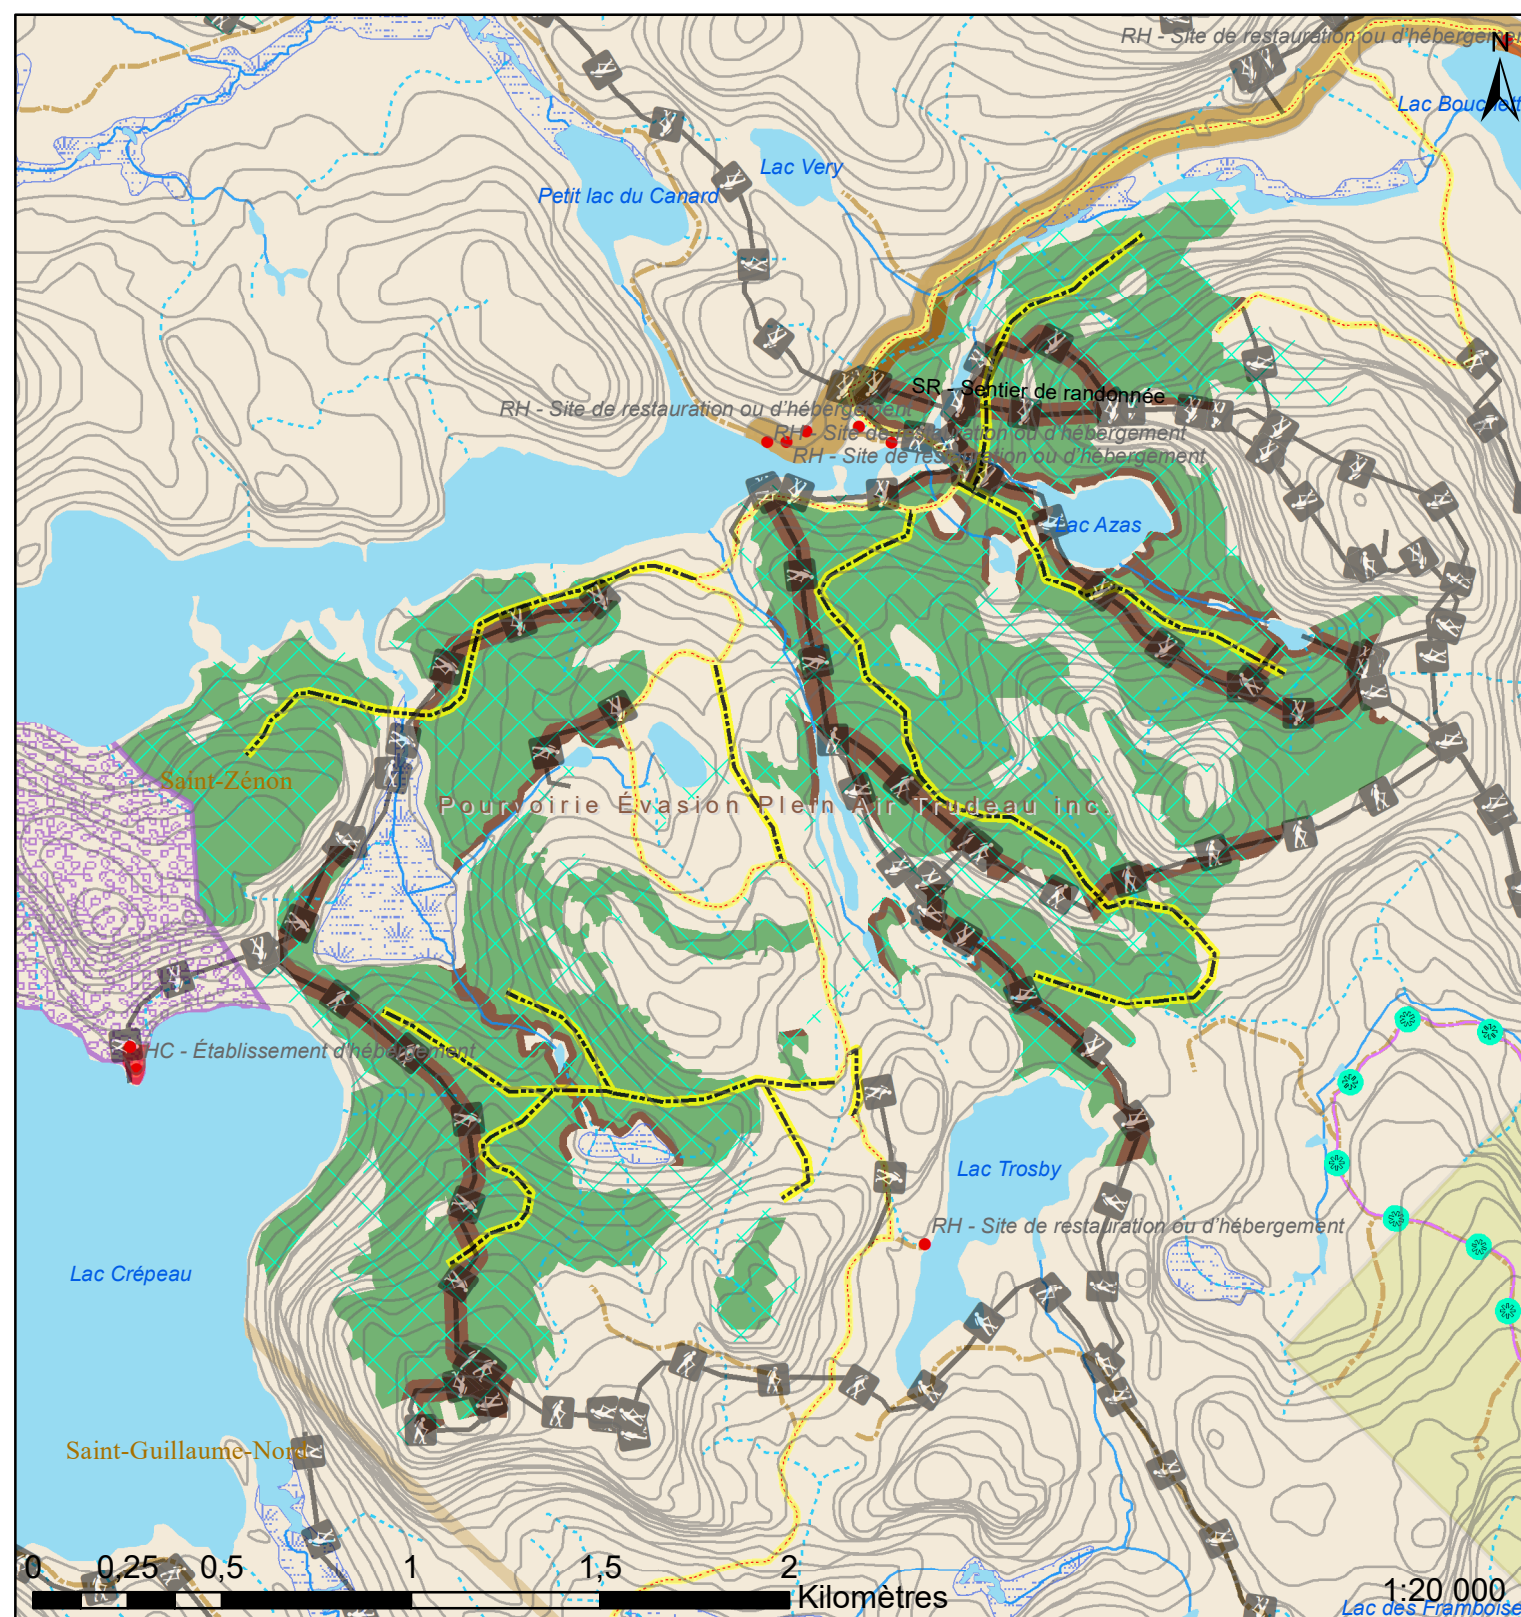 RH - Site de restauration ou d'hébergemen
N
Lac Bouchett
Lac Very
Petit lac du Canard
SR - Sentier de randonnée
RH - Site de restauration ou d'hébergement
RH - Site de restauration ou d'hébergement
RH - Site de restauration ou d'hébergement
Lac Azas
Saint-Zénon
Pourvoirie Évasion Plein Air Trudeau inc.
HC - Établissement d'hébergement
Lac Trosby
RH - Site de restauration ou d'hébergement
Lac Crépeau
Saint-Guillaume-Nord
0 0,25 0,5 1 1,5 2
Kilomètres
1:20 000
Lac des Framboise